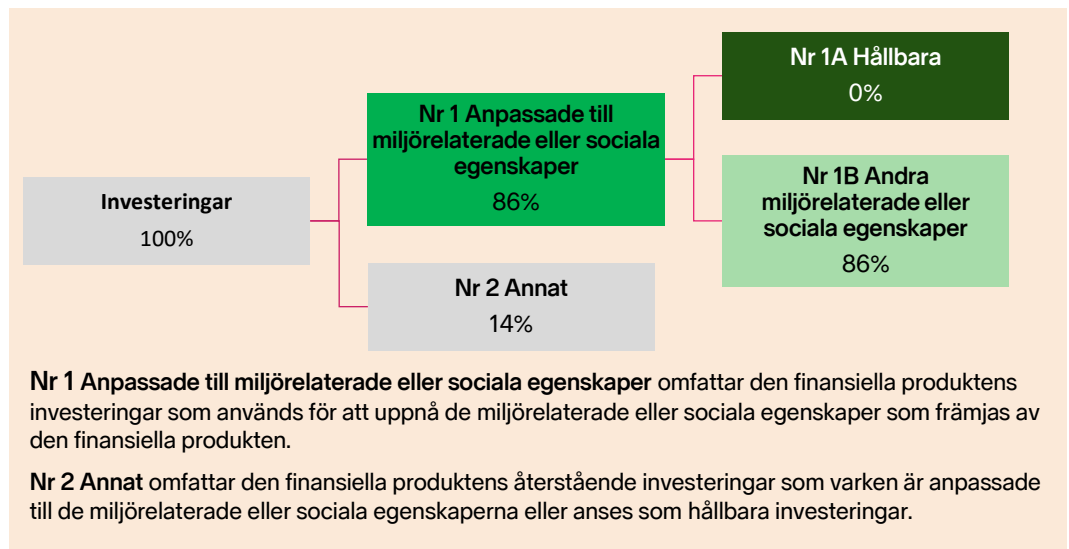 Investeringar
100%
Nr 1 Anpassade till
miljörelaterade eller sociala
egenskaper
86%
Nr 2 Annat
14%
Nr 1A Hållbara
0%
Nr 1B Andra
miljörelaterade eller
sociala egenskaper
86%
Nr 1 Anpassade till miljörelaterade eller sociala egenskaper omfattar den finansiella produktens
investeringar som används för att uppnå de miljörelaterade eller sociala egenskaper som främjas av
den finansiella produkten.
Nr 2 Annat omfattar den finansiella produktens återstående investeringar som varken är anpassade
till de miljörelaterade eller sociala egenskaperna eller anses som hållbara investeringar.